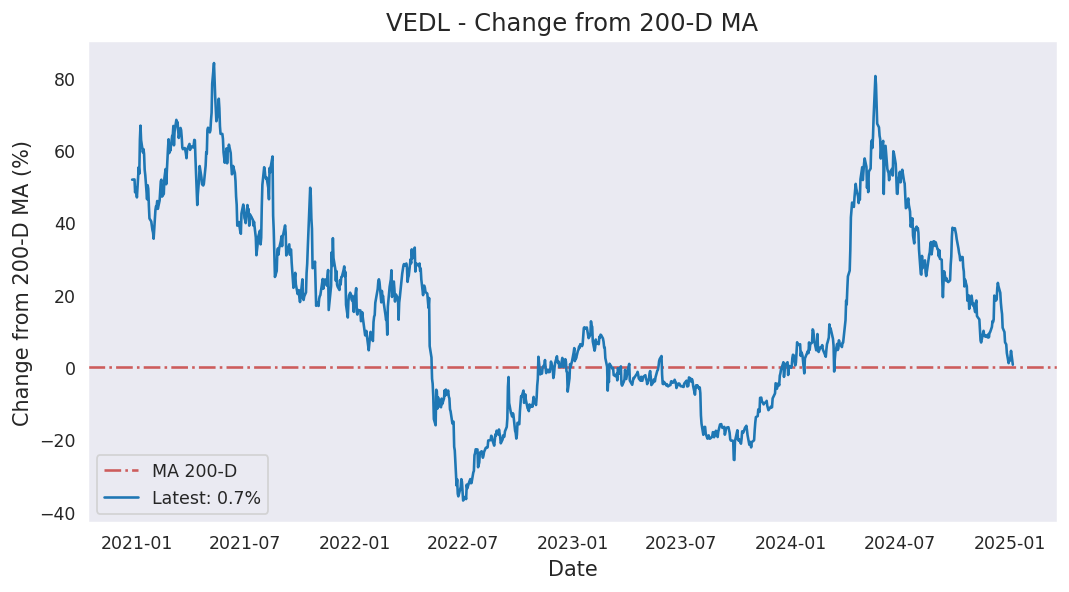 VEDL - Change from 200-D MA
Change from 200-D MA (%)
80
60
40
20
0
−20
−40
MA 200-D
Latest: 0.7%
2021-01 2021-07 2022-01 2022-07 2023-01 2023-07 2024-01 2024-07 2025-01
Date